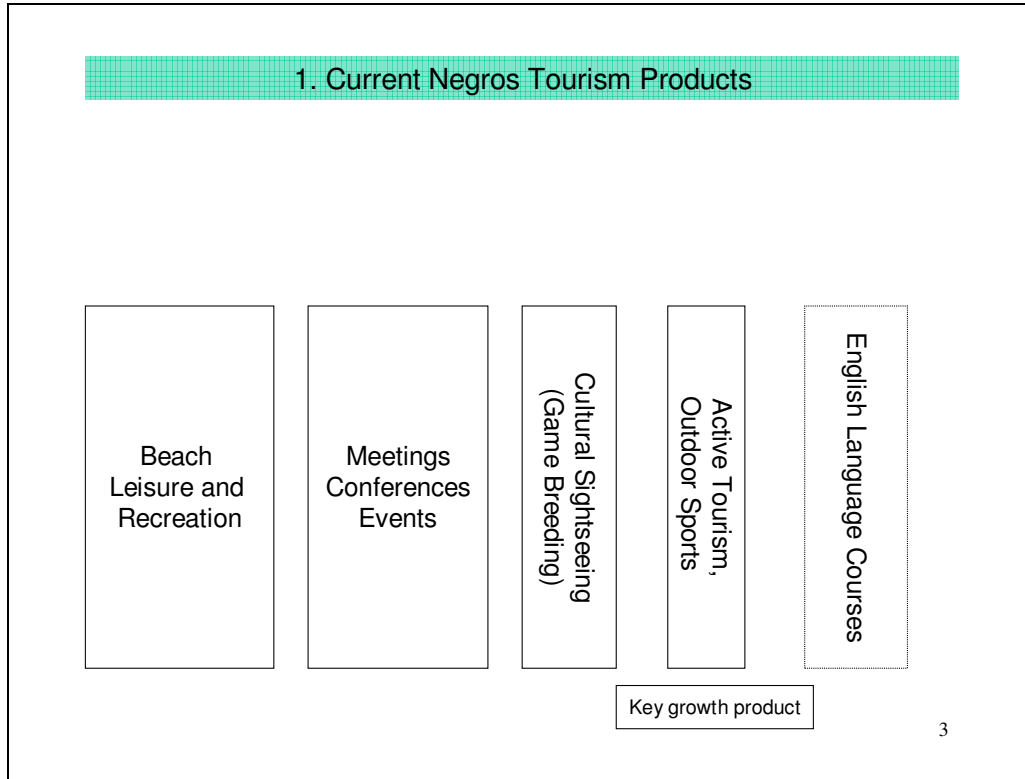 1. Current Negros Tourism Products
Beach
Leisure and
Recreation
Meetings
Conferences
Events
Cultural Sightseeing
(Game Breeding)
Active Tourism,
Outdoor Sports
English Language Courses
Key growth product
3